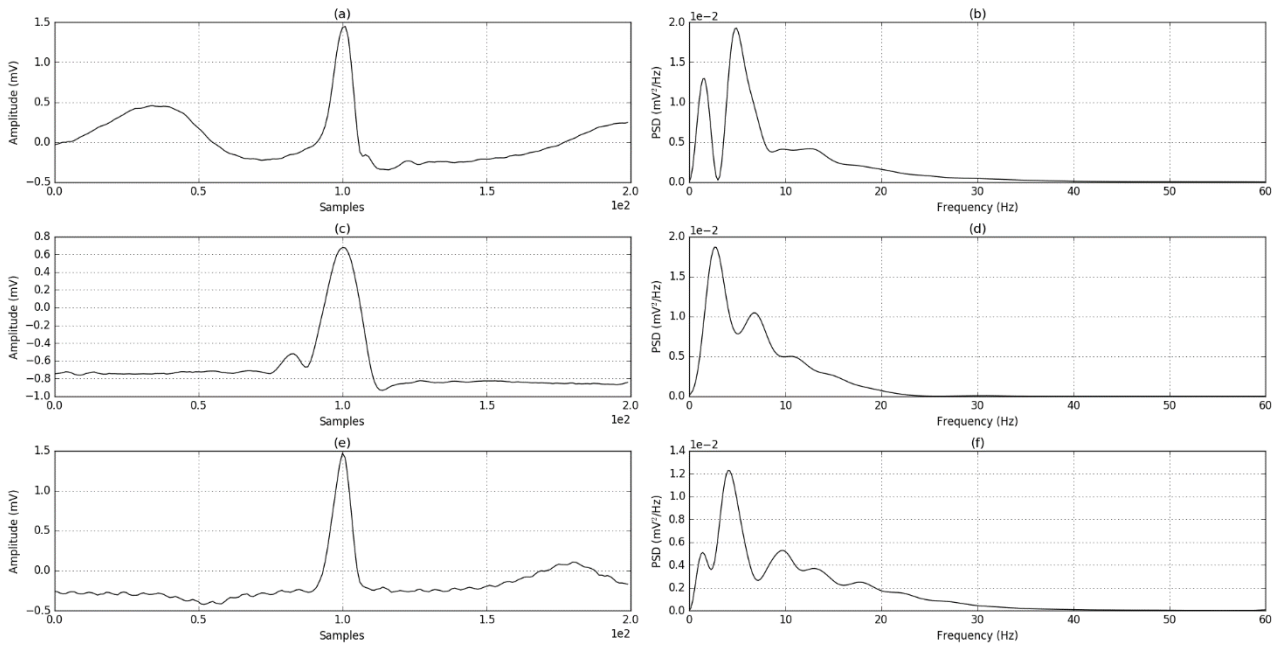 (a)
Amplitude (mV)
1.5
1.0
0.5
0.0
−0.5
0.0 0.5 1.0 1.5 2.0
Samples
1e2
(b)
1e−2
PSD (mV²/Hz)
2.0
1.5
1.0
0.5
0.0
0 10 20 30 40 50 60
Frequency (Hz)
(c)
Amplitude (mV)
0.8
0.6
0.4
0.2
0.0
−0.2
−0.4
−0.6
−0.8
−1.0
0.0 0.5 1.0 1.5 2.0
Samples
1e2
(d)
1e−2
PSD (mV²/Hz)
2.0
1.5
1.0
0.5
0.0
0 10 20 30 40 50 60
Frequency (Hz)
(e)
Amplitude (mV)
1.5
1.0
0.5
0.0
−0.5
0.0 0.5 1.0 1.5 2.0
Samples
1e2
(f)
1e−2
PSD (mV²/Hz)
1.4
1.2
1.0
0.8
0.6
0.4
0.2
0.0
0 10 20 30 40 50 60
Frequency (Hz)